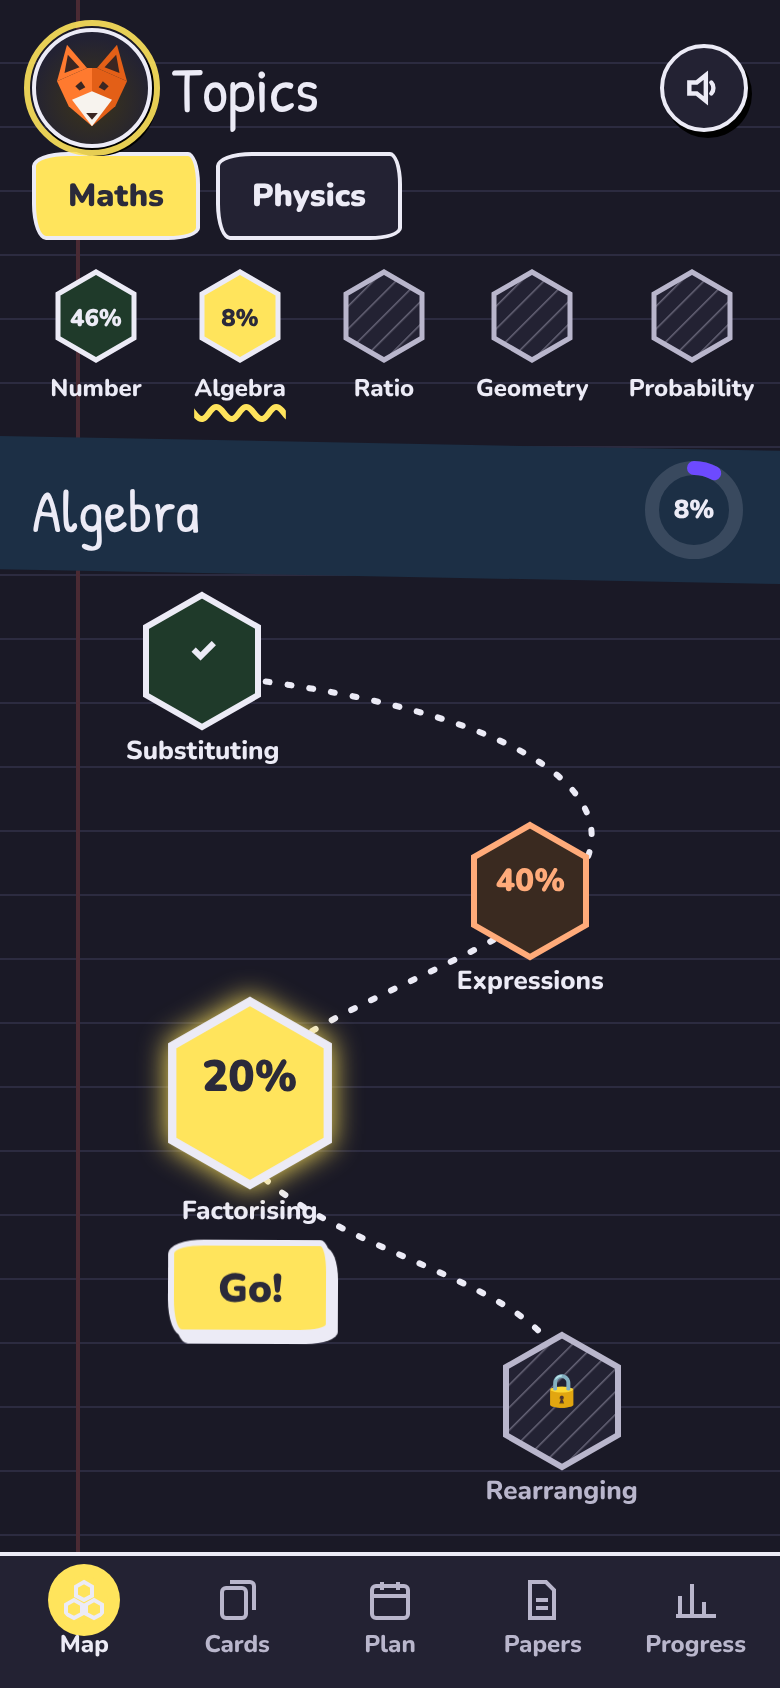 Topics
Maths Physics
46% 8%
Number Algebra Ratio Geometry Probability
Algebra 8%
Substituting
40%
Expressions
20%
Factorising
Go!
Rearranging
Map Cards Plan Papers Progress